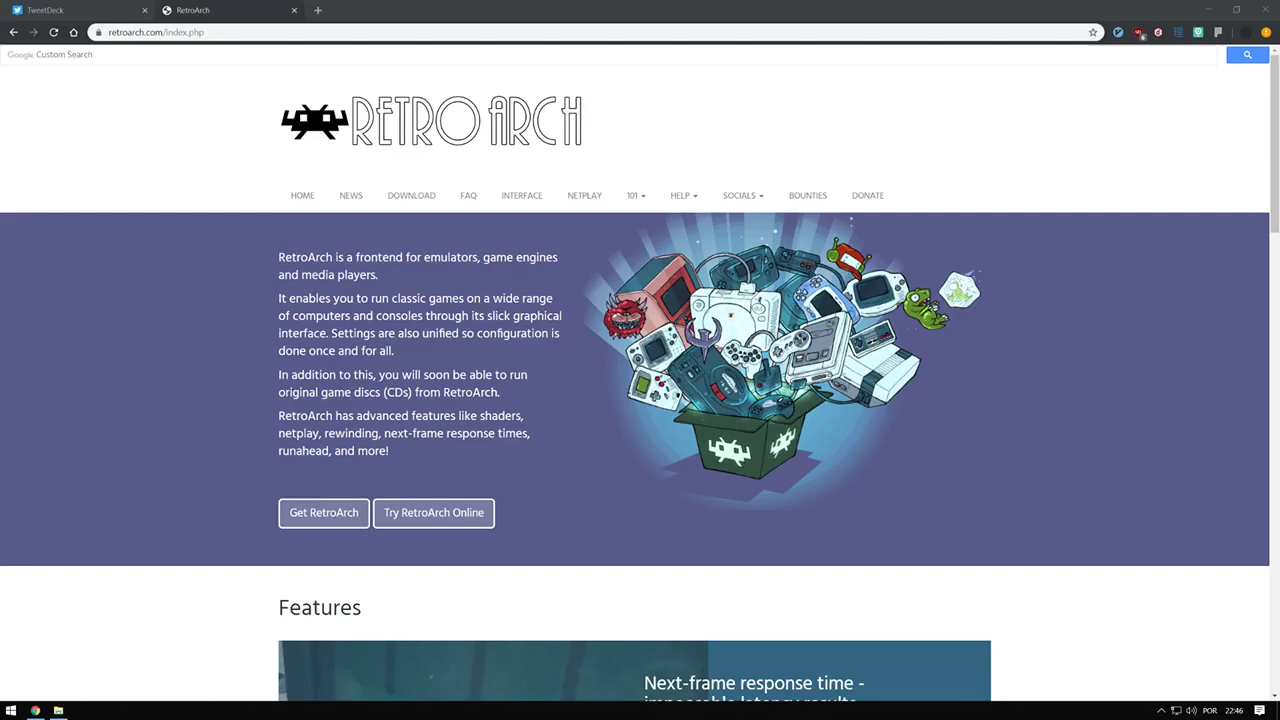 TweetDeck
RetroArch
retroarch.com/index.php
Google Custom Search
RETROARCH
HOME NEWS DOWNLOAD FAQ INTERFACE NETPLAY 101 HELP SOCIALS BOUNTIES DONATE
RetroArch is a frontend for emulators, game engines
and media players.
It enables you to run classic games on a wide range
of computers and consoles through its slick graphical
interface. Settings are also unified so configuration is
done once and for all.
In addition to this, you will soon be able to run
original game discs (CDs) from RetroArch.
RetroArch has advanced features like shaders,
netplay, rewinding, next-frame response times,
runahead, and more!
Get RetroArch Try RetroArch Online
Features
Next-frame response time -
impossible latency results
POR 22:46